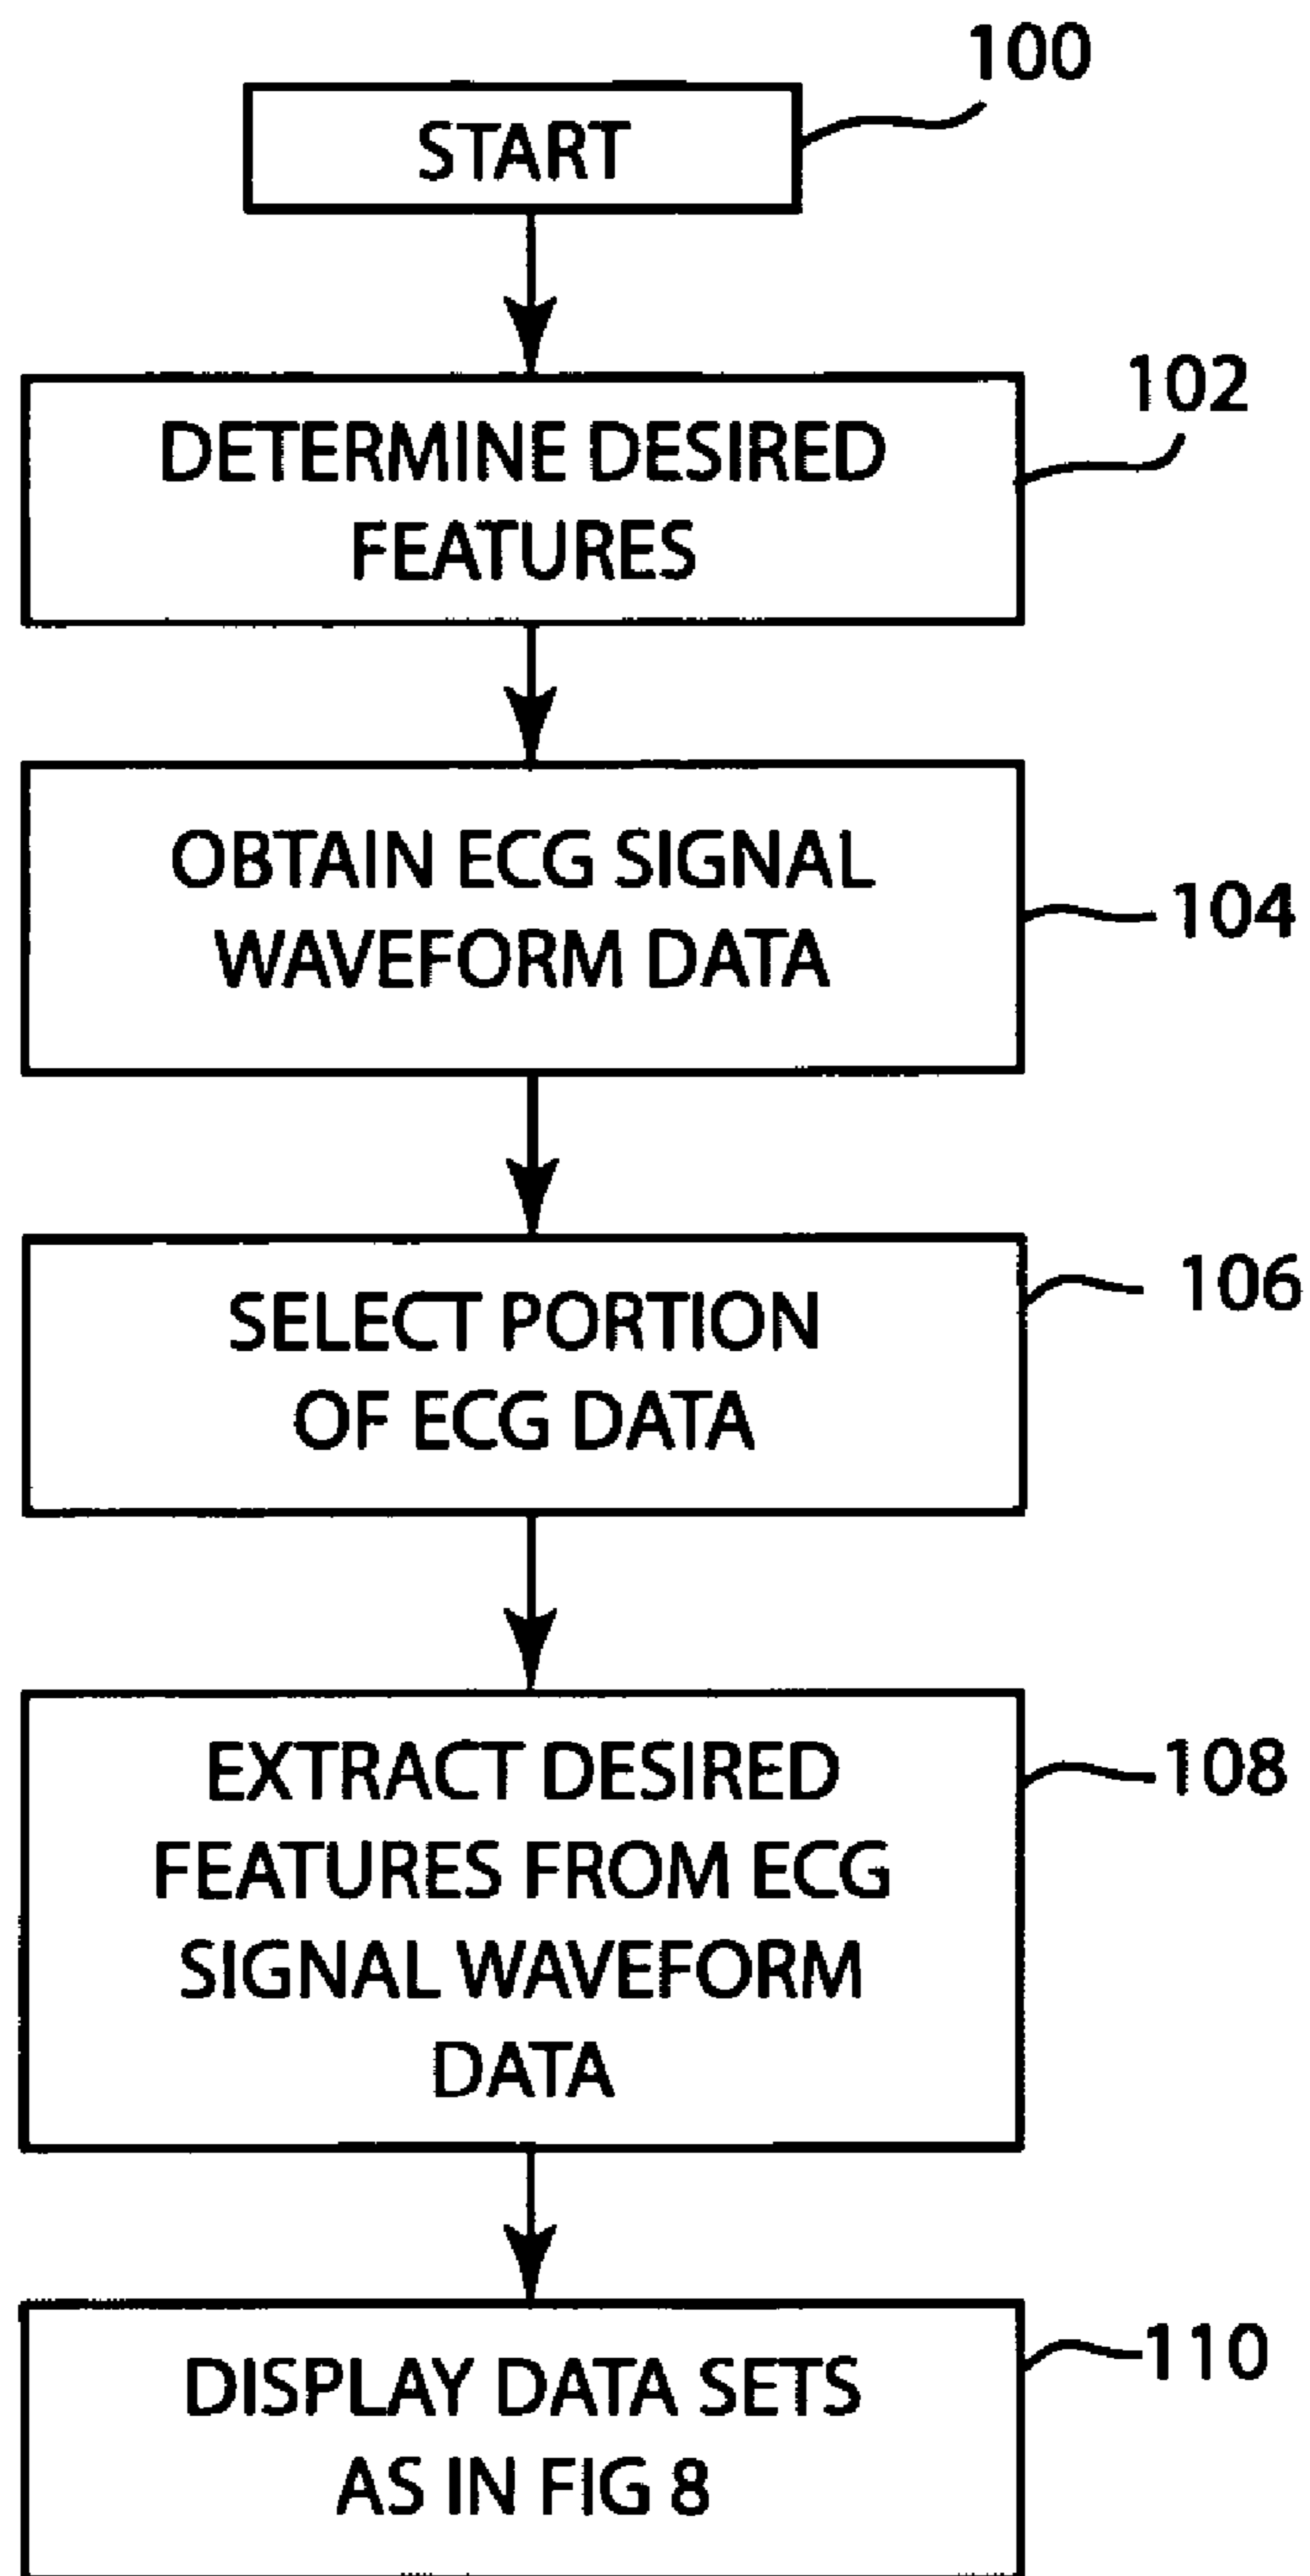 100
START
102
DETERMINE DESIRED
FEATURES
OBTAIN ECG SIGNAL
WAVEFORM DATA
104
SELECT PORTION
OF ECG DATA
106
EXTRACT DESIRED
FEATURES FROM ECG
SIGNAL WAVEFORM
DATA
108
DISPLAY DATA SETS
AS IN FIG 8
110